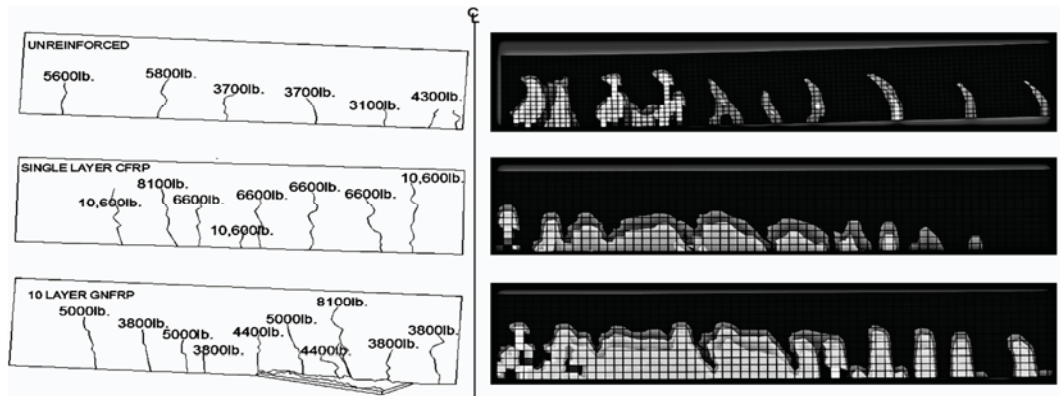 ℄
UNREINFORCED
5600lb.
5800lb.
3700lb.
3700lb.
3100lb.
4300lb.
SINGLE LAYER CFRP
10,600lb.
8100lb.
6600lb.
10,600lb.
6600lb.
6600lb.
6600lb.
10,600lb.
10 LAYER GNFRP
5000lb.
3800lb.
5000lb.
3800lb.
4400lb.
5000lb.
4400lb.
8100lb.
3800lb.
3800lb.